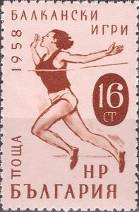 БАЛКАНСКИ
ИГРИ
1958
16
СТ
ПОЩА
НР
БЪЛГАРИЯ